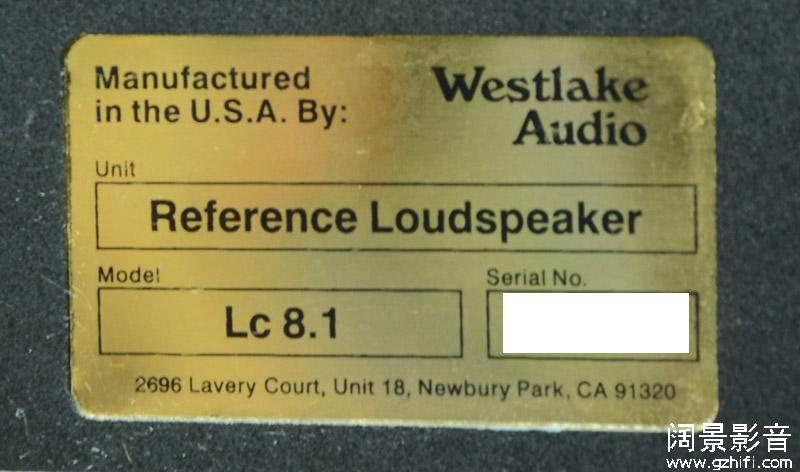 Manufactured
in the U.S.A. By:
Westlake
Audio
Unit
Reference Loudspeaker
Model
Lc 8.1
Serial No.
2696 Lavery Court, Unit 18, Newbury Park, CA 91320
阔景影音
www.gzhifi.com